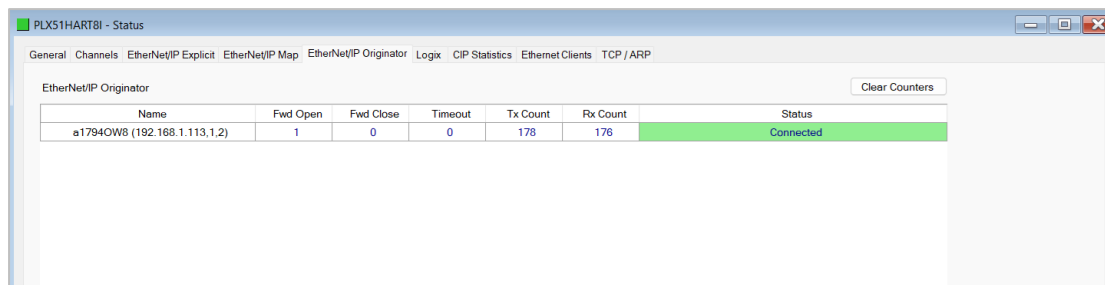 PLX51HART8I - Status
General Channels EtherNet/IP Explicit EtherNet/IP Map EtherNet/IP Originator Logix CIP Statistics Ethernet Clients TCP / ARP
EtherNet/IP Originator Clear Counters
Name Fwd Open Fwd Close Timeout Tx Count Rx Count Status
a1794OW8 (192.168.1.113,1,2) 1 0 0 178 176 Connected